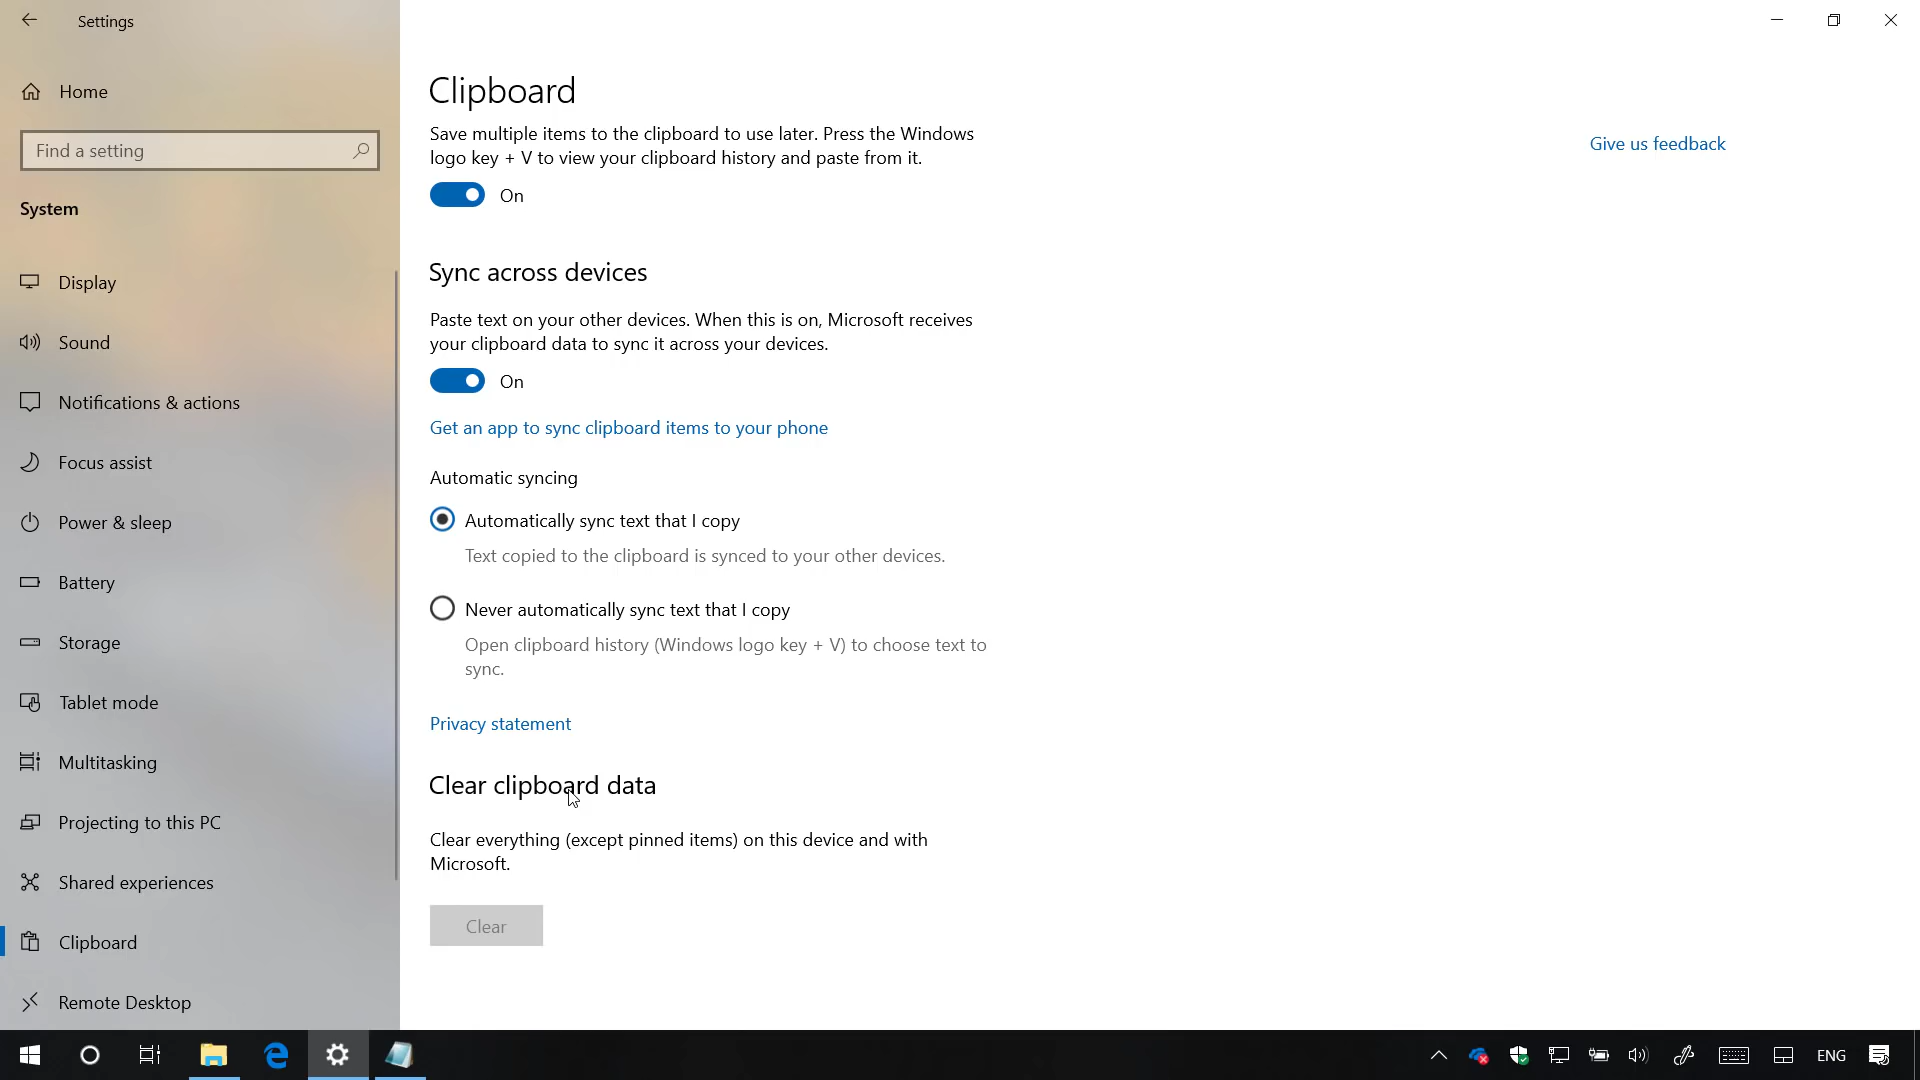 Settings
Home
Find a setting
System
Display
Sound
Notifications & actions
Focus assist
Power & sleep
Battery
Storage
Tablet mode
Multitasking
Projecting to this PC
Shared experiences
Clipboard
Remote Desktop
Clipboard
Save multiple items to the clipboard to use later. Press the Windows
logo key + V to view your clipboard history and paste from it.
On
Sync across devices
Paste text on your other devices. When this is on, Microsoft receives
your clipboard data to sync it across your devices.
On
Get an app to sync clipboard items to your phone
Automatic syncing
Automatically sync text that I copy
Text copied to the clipboard is synced to your other devices.
Never automatically sync text that I copy
Open clipboard history (Windows logo key + V) to choose text to
sync.
Privacy statement
Clear clipboard data
Clear everything (except pinned items) on this device and with
Microsoft.
Clear
Give us feedback
ENG